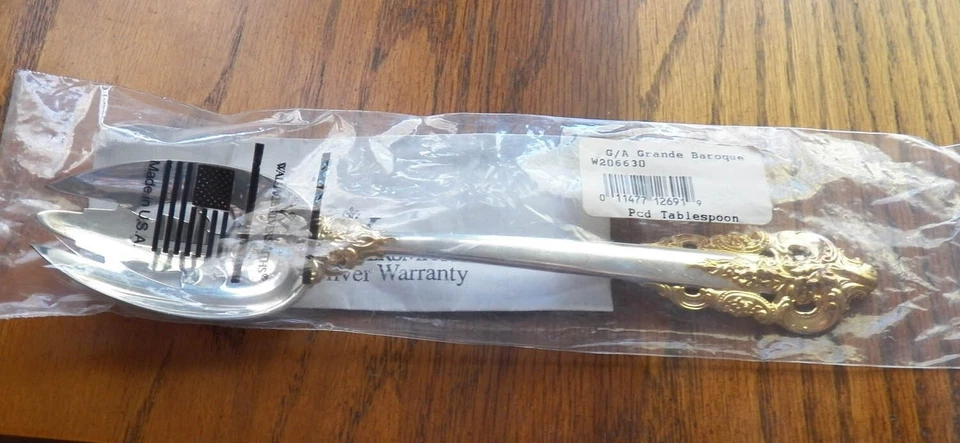 G/A Grande Baroque
W206630
0 11477 12691 9
Pcd Tablespoon
Made in U.S.A.
Silver Warranty